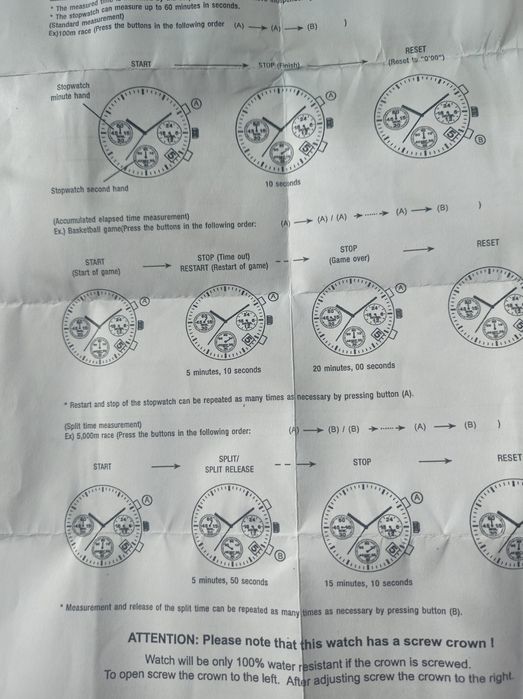 • The measured
• The stopwatch can measure up to 60 minutes in seconds.
(Standard measurement)
Ex)100m race (Press the buttons in the following order (A) → (A) → (B) )
START → STOP (Finish) RESET
(Reset to "0'00")
Stopwatch
minute hand
(A) (A) (B)
Stopwatch second hand
10 seconds
(Accumulated elapsed time measurement)
Ex.) Basketball game(Press the buttons in the following order: (A) → (A) / (A) → ...... → (A) → (B) )
START
(Start of game) → STOP (Time out)
RESTART (Restart of game) --→ STOP
(Game over) → RESET
(A) (A) (A)
5 minutes, 10 seconds 20 minutes, 00 seconds
* Restart and stop of the stopwatch can be repeated as many times as necessary by pressing button (A).
(Split time measurement)
Ex) 5,000m race (Press the buttons in the following order: (A) → (B) / (B) → ...... → (A) → (B) )
START → SPLIT/
SPLIT RELEASE --→ STOP → RESET
(A) (B) (A)
5 minutes, 50 seconds 15 minutes, 10 seconds
* Measurement and release of the split time can be repeated as many times as necessary by pressing button (B).
ATTENTION: Please note that this watch has a screw crown !
Watch will be only 100% water resistant if the crown is screwed.
To open screw the crown to the left. After adjusting screw the crown to the right.